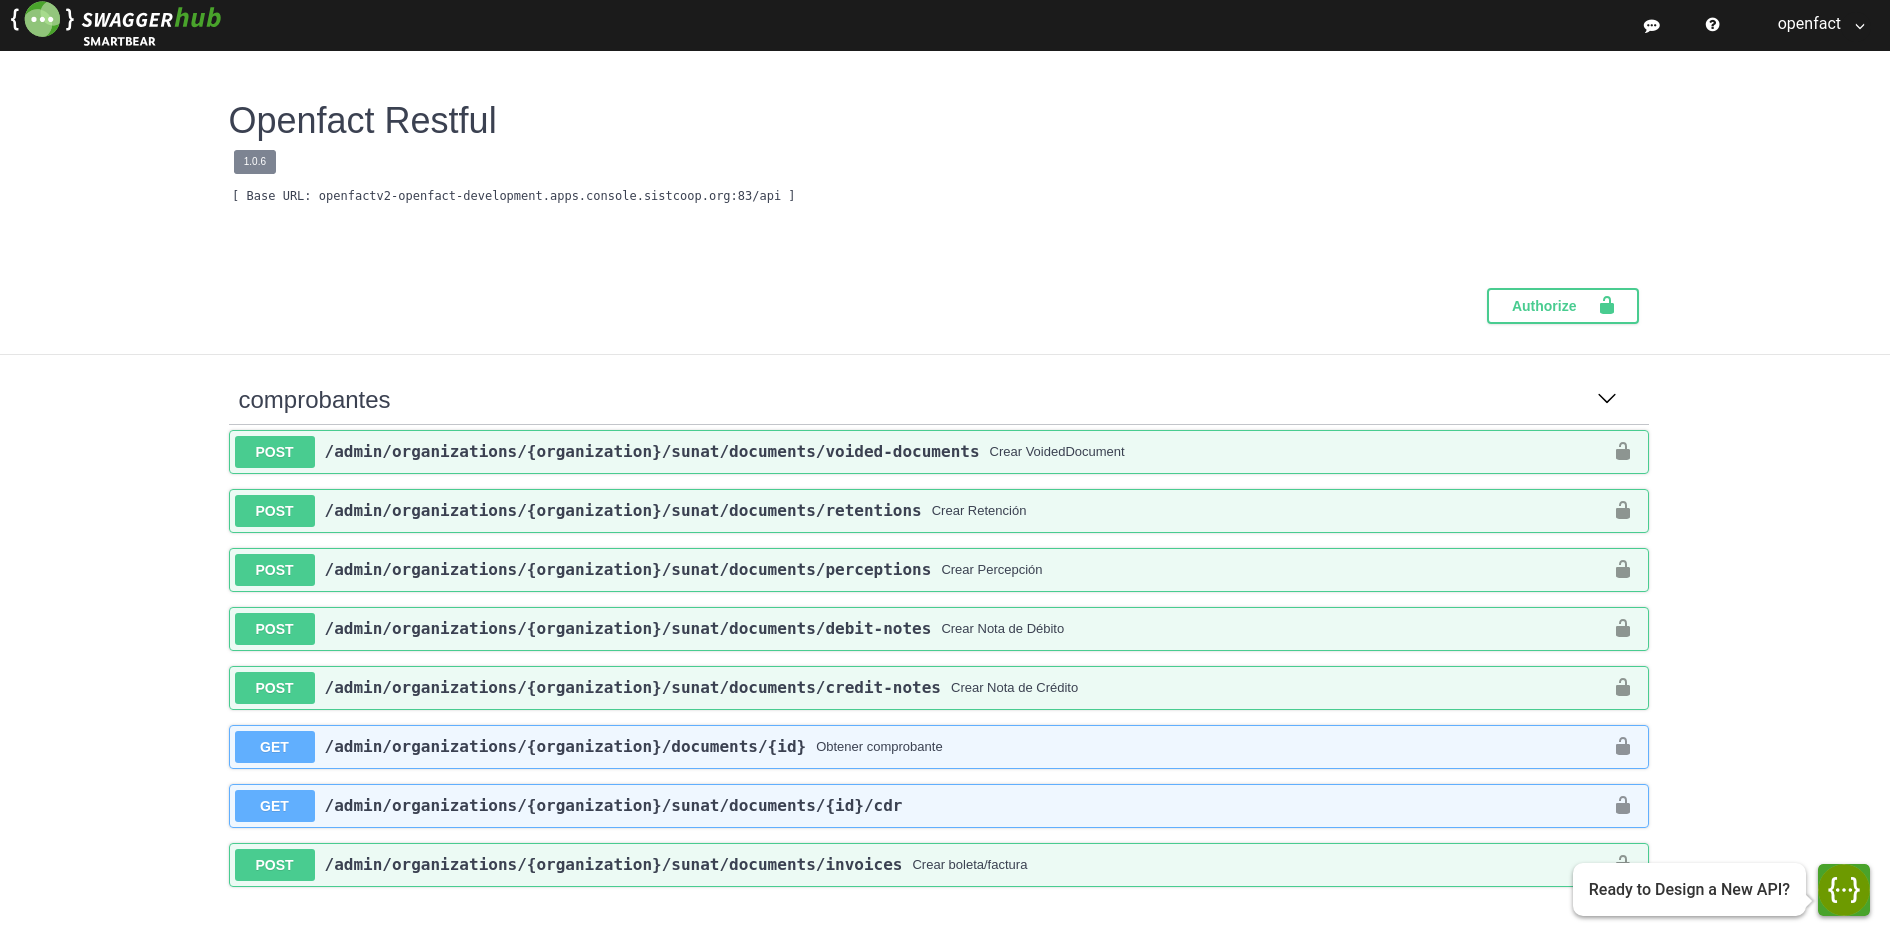 {...} SWAGGERhub
SMARTBEAR
openfact
Openfact Restful
1.0.6
[ Base URL: openfactv2-openfact-development.apps.console.sistcoop.org:83/api ]
Authorize
comprobantes
POST /admin/organizations/{organization}/sunat/documents/voided-documents Crear VoidedDocument
POST /admin/organizations/{organization}/sunat/documents/retentions Crear Retención
POST /admin/organizations/{organization}/sunat/documents/perceptions Crear Percepción
POST /admin/organizations/{organization}/sunat/documents/debit-notes Crear Nota de Débito
POST /admin/organizations/{organization}/sunat/documents/credit-notes Crear Nota de Crédito
GET /admin/organizations/{organization}/documents/{id} Obtener comprobante
GET /admin/organizations/{organization}/sunat/documents/{id}/cdr
POST /admin/organizations/{organization}/sunat/documents/invoices Crear boleta/factura
Ready to Design a New API? {...}